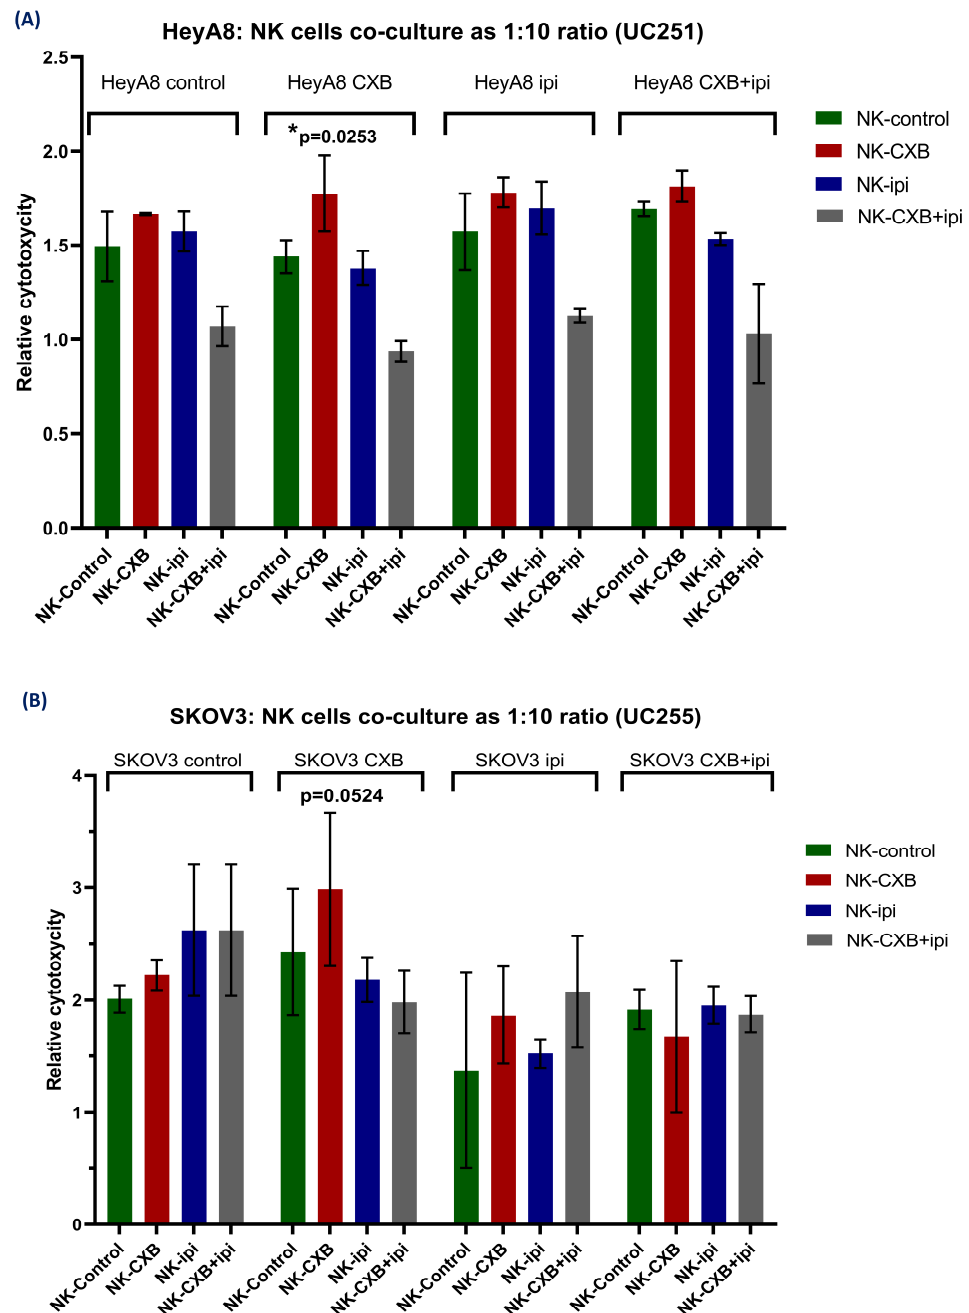 (A)
HeyA8: NK cells co-culture as 1:10 ratio (UC251)
2.5
2.0
1.5
1.0
0.5
0.0
Relative cytotoxycity
HeyA8 control
HeyA8 CXB
HeyA8 ipi
HeyA8 CXB+ipi
*p=0.0253
NK-control
NK-CXB
NK-ipi
NK-CXB+ipi
NK-Control
NK-CXB
NK-ipi
NK-CXB+ipi
NK-Control
NK-CXB
NK-ipi
NK-CXB+ipi
NK-Control
NK-CXB
NK-ipi
NK-CXB+ipi
NK-Control
NK-CXB
NK-ipi
NK-CXB+ipi
(B)
SKOV3: NK cells co-culture as 1:10 ratio (UC255)
4
3
2
1
0
Relative cytotoxycity
SKOV3 control
SKOV3 CXB
SKOV3 ipi
SKOV3 CXB+ipi
p=0.0524
NK-control
NK-CXB
NK-ipi
NK-CXB+ipi
NK-Control
NK-CXB
NK-ipi
NK-CXB+ipi
NK-Control
NK-CXB
NK-ipi
NK-CXB+ipi
NK-Control
NK-CXB
NK-ipi
NK-CXB+ipi
NK-Control
NK-CXB
NK-ipi
NK-CXB+ipi